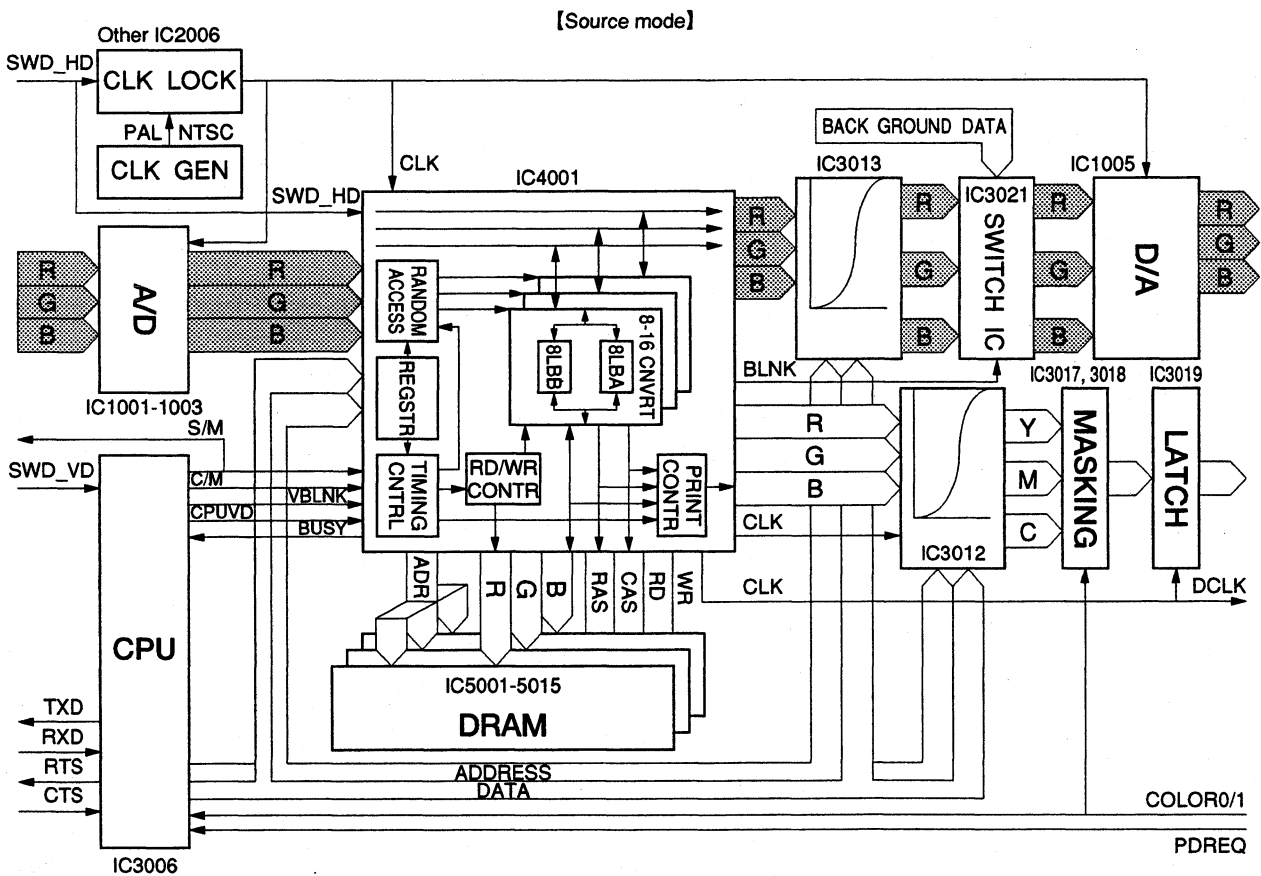 【Source mode】
Other IC2006
SWD_HD
CLK LOCK
PAL NTSC
CLK GEN
CLK
BACK GROUND DATA
IC4001
IC3013
IC1005
SWD_HD
IC3021
SWITCH IC
D/A
R
G
B
A/D
R
G
B
R
G
B
R
G
B
R
G
B
R
G
B
RANDOM
ACCESS
REGSTR
TIMING
CNTRL
8-16 CNVRT
8LBB
8LBA
RD/WR
CONTR
PRINT
CONTR
IC1001-1003
BLNK
IC3017, 3018
IC3019
S/M
SWD_VD
C/M
VBLNK
CPUVD
BUSY
R
G
B
CLK
Y
M
C
MASKING
LATCH
IC3012
ADR
R
G
B
RAS
CAS
RD
WR
CLK
DCLK
CPU
IC5001-5015
DRAM
TXD
RXD
RTS
CTS
ADDRESS
DATA
COLOR0/1
PDREQ
IC3006